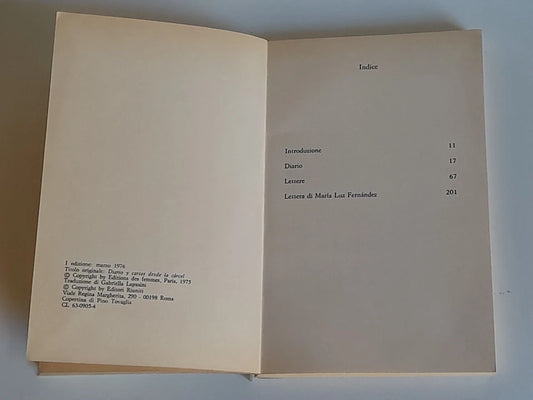 I edizione: marzo 1976
Titolo originale: Diario y cartas desde la cárcel
© Copyright by Editions des femmes, Paris, 1975
Traduzione di Gabriella Lapasini
© Copyright by Editori Riuniti
Viale Regina Margherita, 290 - 00198 Roma
Copertina di Pino Tovaglia
CL 63-0905-4
Indice
Introduzione 11
Diario 17
Lettere 67
Lettera di María Luz Fernández 201